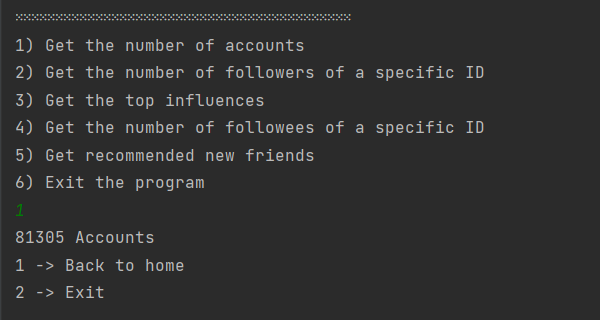 1) Get the number of accounts
2) Get the number of followers of a specific ID
3) Get the top influences
4) Get the number of followees of a specific ID
5) Get recommended new friends
6) Exit the program
1
81305 Accounts
1 -> Back to home
2 -> Exit